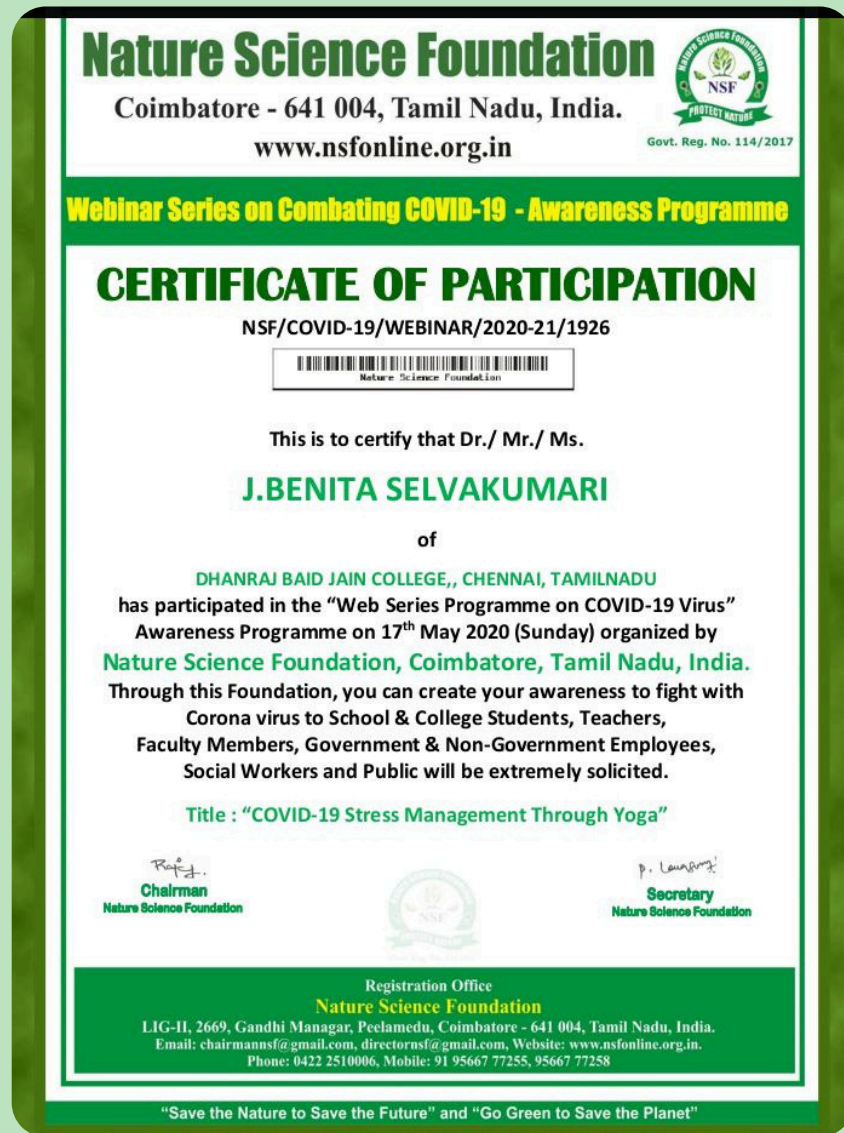 Nature Science Foundation
Coimbatore - 641 004, Tamil Nadu, India.
www.nsfonline.org.in
Nature Science Foundation
NSF
PROTECT NATURE
Govt. Reg. No. 114/2017
Webinar Series on Combating COVID-19 - Awareness Programme
CERTIFICATE OF PARTICIPATION
NSF/COVID-19/WEBINAR/2020-21/1926
Nature Science Foundation
This is to certify that Dr./ Mr./ Ms.
J.BENITA SELVAKUMARI
of
DHANRAJ BAID JAIN COLLEGE,, CHENNAI, TAMILNADU
has participated in the “Web Series Programme on COVID-19 Virus”
Awareness Programme on 17th May 2020 (Sunday) organized by
Nature Science Foundation, Coimbatore, Tamil Nadu, India.
Through this Foundation, you can create your awareness to fight with
Corona virus to School & College Students, Teachers,
Faculty Members, Government & Non-Government Employees,
Social Workers and Public will be extremely solicited.
Title : “COVID-19 Stress Management Through Yoga”
Chairman
Nature Science Foundation
NSF
Secretary
Nature Science Foundation
Registration Office
Nature Science Foundation
LIG-II, 2669, Gandhi Managar, Peelamedu, Coimbatore - 641 004, Tamil Nadu, India.
Email: chairmannsf@gmail.com, directornsf@gmail.com, Website: www.nsfonline.org.in.
Phone: 0422 2510006, Mobile: 91 95667 77255, 95667 77258
“Save the Nature to Save the Future” and “Go Green to Save the Planet”